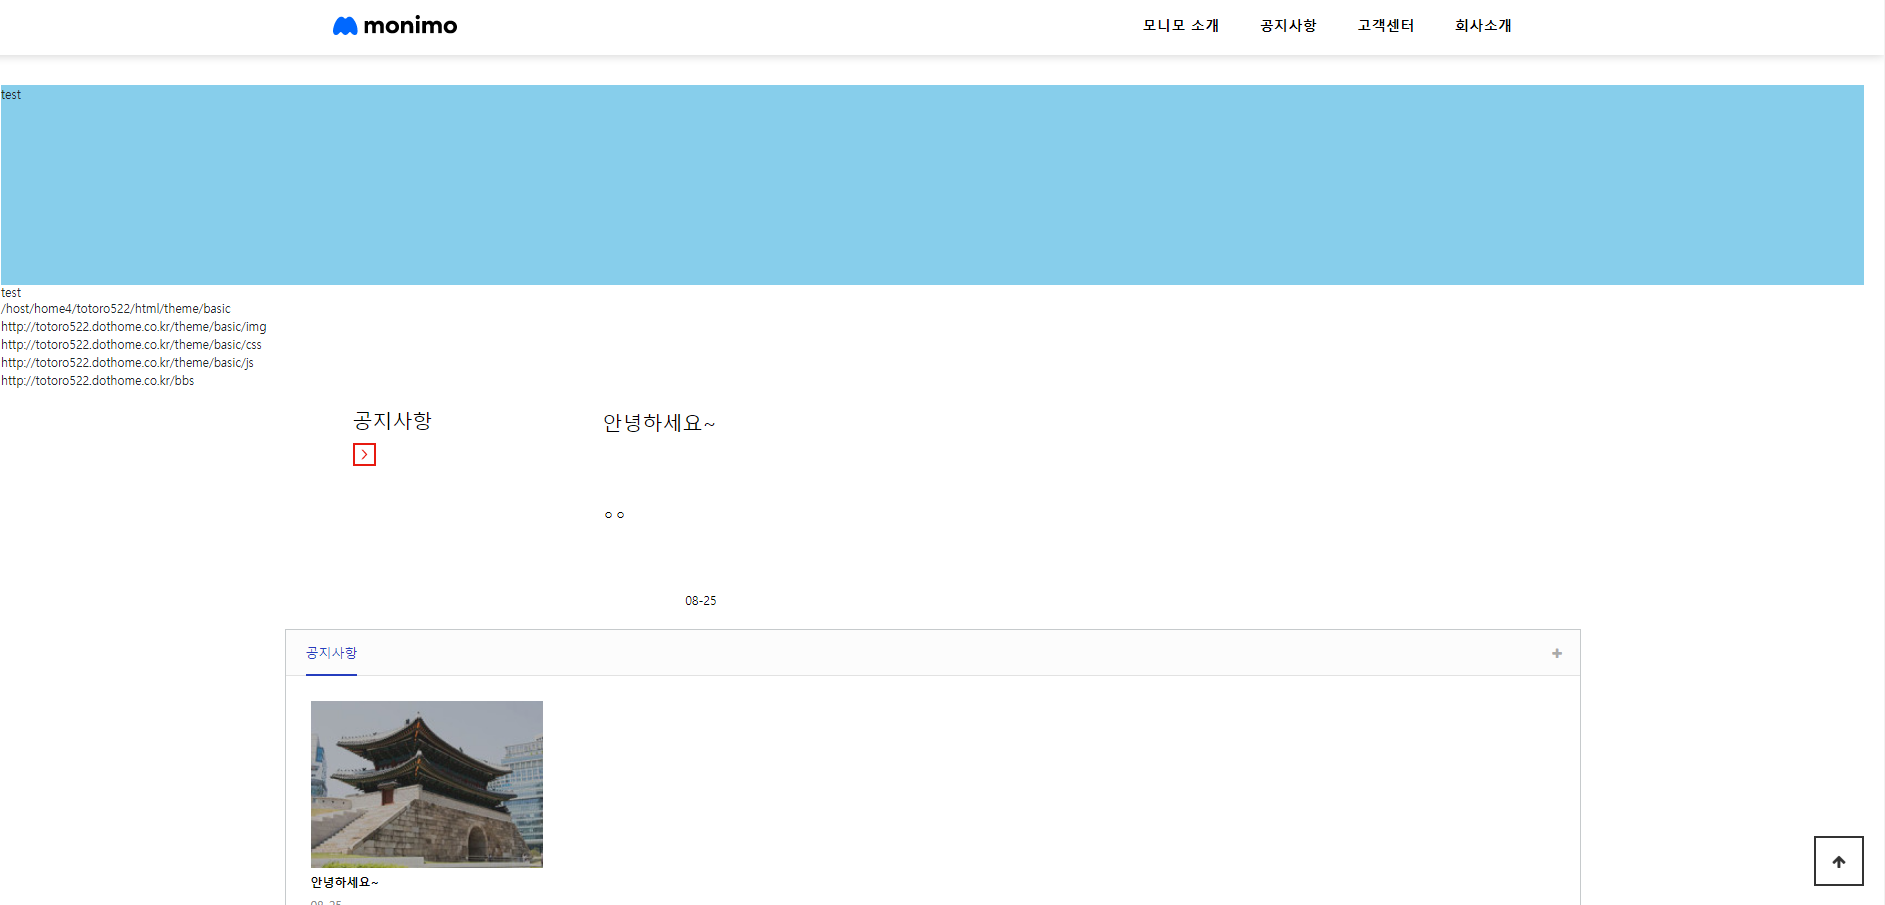 monimo
모니모 소개 공지사항 고객센터 회사소개
test
test
/host/home4/totoro522/html/theme/basic
http://totoro522.dothome.co.kr/theme/basic/img
http://totoro522.dothome.co.kr/theme/basic/css
http://totoro522.dothome.co.kr/theme/basic/js
http://totoro522.dothome.co.kr/bbs
공지사항
안녕하세요~
ㅇㅇ
08-25
공지사항
안녕하세요~
08-25